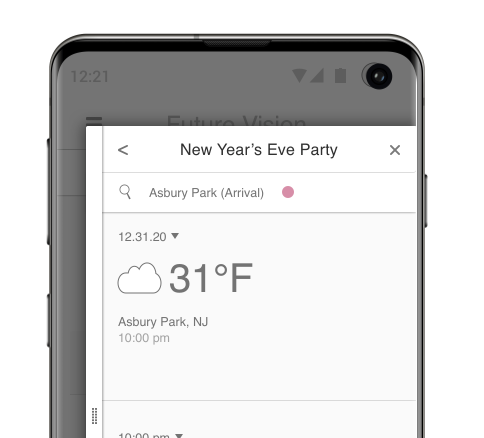 12:21
Future Vision
< New Year's Eve Party ×
Asbury Park (Arrival)
12.31.20
31°F
Asbury Park, NJ
10:00 pm
10:00 pm